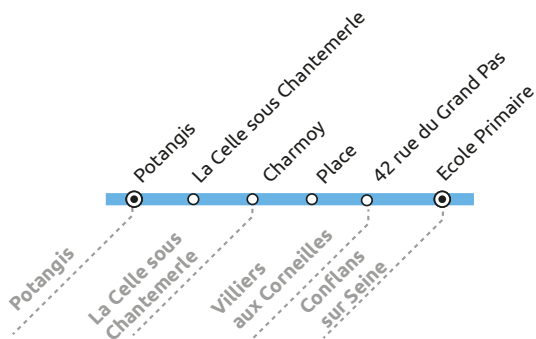 Potangis
La Celle sous Chantemerle
Charmoy
Place
42 rue du Grand Pas
Ecole Primaire
Potangis
La Celle sous
Chantemerle
Villiers
aux Corneilles
Conflans
sur Seine